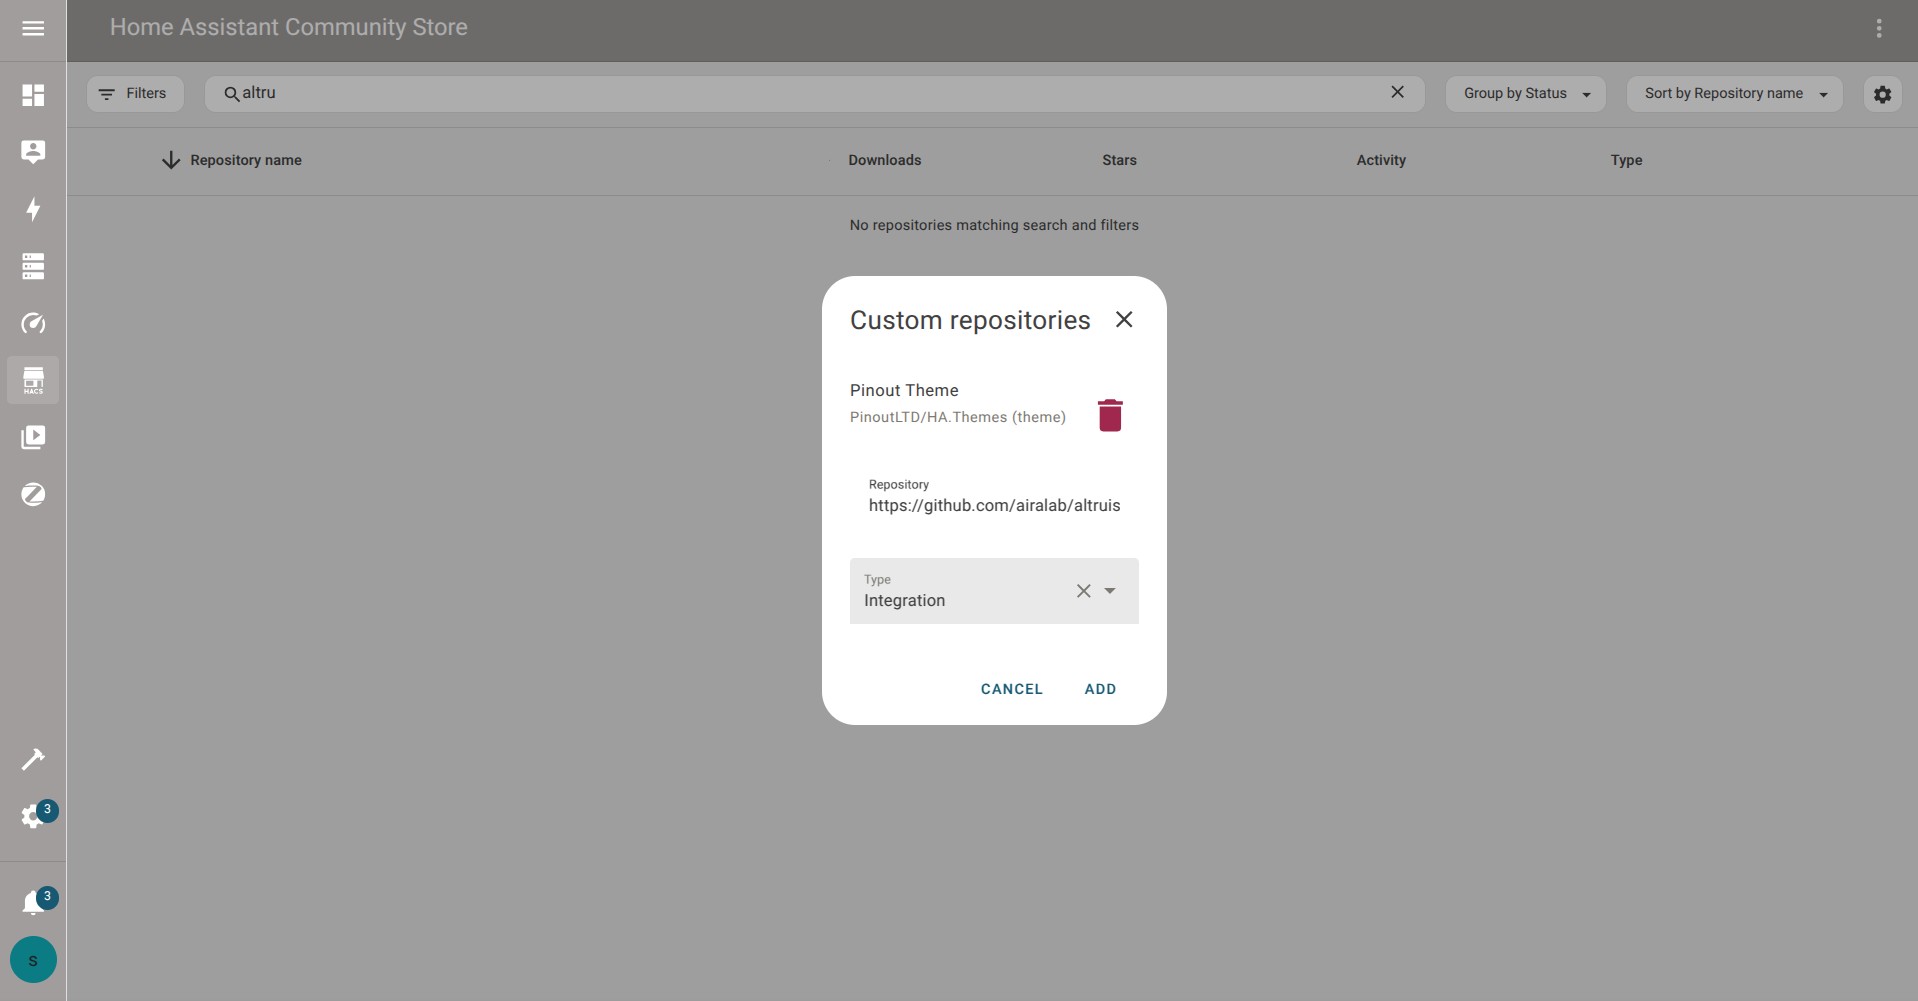 Home Assistant Community Store
Filters
altru
Group by Status
Sort by Repository name
Repository name
Downloads
Stars
Activity
Type
No repositories matching search and filters
Custom repositories
Pinout Theme
PinoutLTD/HA.Themes (theme)
Repository
https://github.com/airalab/altruis
Type
Integration
CANCEL
ADD
HACS
3
3
s